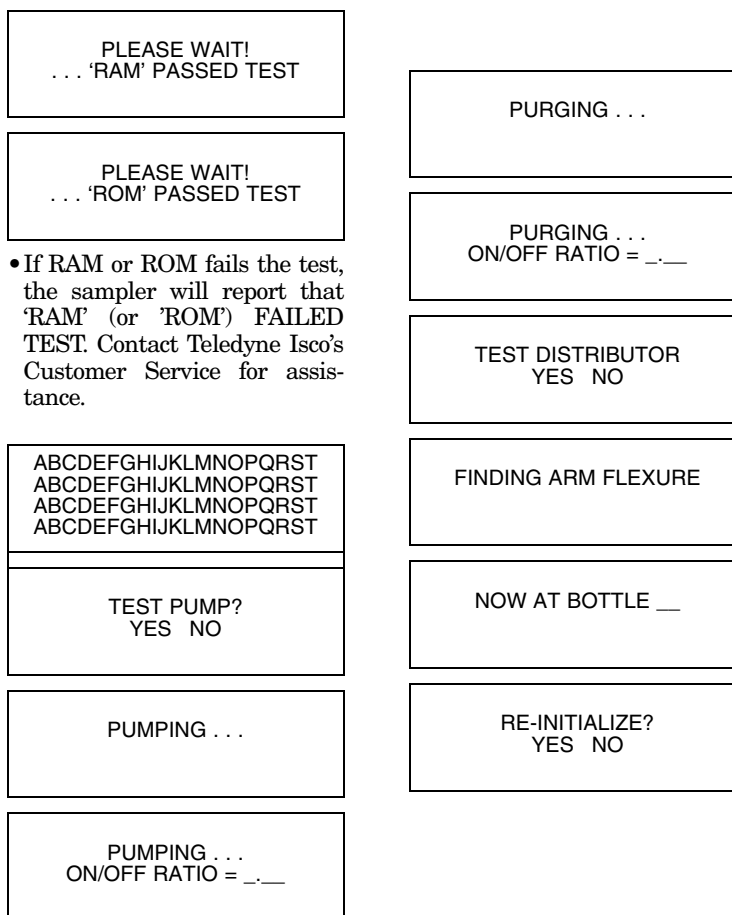 PLEASE WAIT!
. . . ‘RAM’ PASSED TEST
PLEASE WAIT!
. . . ‘ROM’ PASSED TEST
• If RAM or ROM fails the test,
the sampler will report that
‘RAM’ (or ’ROM’) FAILED
TEST. Contact Teledyne Isco’s
Customer Service for assis-
tance.
ABCDEFGHIJKLMNOPQRST
ABCDEFGHIJKLMNOPQRST
ABCDEFGHIJKLMNOPQRST
ABCDEFGHIJKLMNOPQRST
TEST PUMP?
YES NO
PUMPING . . .
PUMPING . . .
ON/OFF RATIO = _.__
PURGING . . .
PURGING . . .
ON/OFF RATIO = _.__
TEST DISTRIBUTOR
YES NO
FINDING ARM FLEXURE
NOW AT BOTTLE __
RE-INITIALIZE?
YES NO